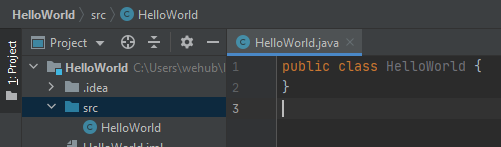 HelloWorld src HelloWorld
Project
HelloWorld.java
1: Project
HelloWorld C:\Users\wehub\
.idea
src
HelloWorld
1 public class HelloWorld {
2 }
3